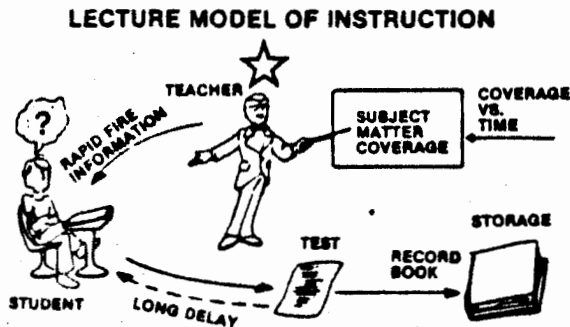 LECTURE MODEL OF INSTRUCTION
TEACHER
COVERAGE
VS.
TIME
SUBJECT
MATTER
COVERAGE
?
RAPID FIRE
INFORMATION
STORAGE
TEST
RECORD
BOOK
STUDENT
LONG DELAY